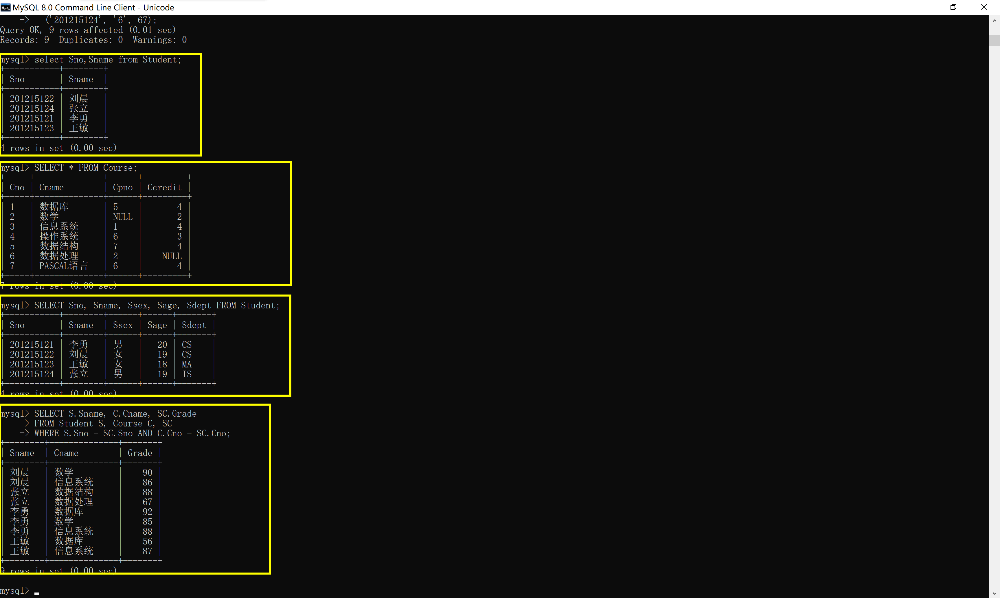 MySQL 8.0 Command Line Client - Unicode
    ->   ('201215124', '6', 67);
Query OK, 9 rows affected (0.01 sec)
Records: 9  Duplicates: 0  Warnings: 0
mysql> select Sno,Sname from Student;
+-----------+--------+
| Sno       | Sname  |
+-----------+--------+
| 201215122 | 刘晨   |
| 201215124 | 张立   |
| 201215121 | 李勇   |
| 201215123 | 王敏   |
+-----------+--------+
4 rows in set (0.00 sec)
mysql> SELECT * FROM Course;
+-----+--------------+------+---------+
| Cno | Cname        | Cpno | Ccredit |
+-----+--------------+------+---------+
| 1   | 数据库       | 5    |       4 |
| 2   | 数学         | NULL |       2 |
| 3   | 信息系统     | 1    |       4 |
| 4   | 操作系统     | 6    |       3 |
| 5   | 数据结构     | 7    |       4 |
| 6   | 数据处理     | 2    |    NULL |
| 7   | PASCAL语言   | 6    |       4 |
+-----+--------------+------+---------+
7 rows in set (0.00 sec)
mysql> SELECT Sno, Sname, Ssex, Sage, Sdept FROM Student;
+-----------+--------+------+------+-------+
| Sno       | Sname  | Ssex | Sage | Sdept |
+-----------+--------+------+------+-------+
| 201215121 | 李勇   | 男   |   20 | CS    |
| 201215122 | 刘晨   | 女   |   19 | CS    |
| 201215123 | 王敏   | 女   |   18 | MA    |
| 201215124 | 张立   | 男   |   19 | IS    |
+-----------+--------+------+------+-------+
4 rows in set (0.00 sec)
mysql> SELECT S.Sname, C.Cname, SC.Grade
    -> FROM Student S, Course C, SC
    -> WHERE S.Sno = SC.Sno AND C.Cno = SC.Cno;
+--------+--------------+-------+
| Sname  | Cname        | Grade |
+--------+--------------+-------+
| 刘晨   | 数学         |    90 |
| 刘晨   | 信息系统     |    86 |
| 张立   | 数据结构     |    88 |
| 张立   | 数据处理     |    67 |
| 李勇   | 数据库       |    92 |
| 李勇   | 数学         |    85 |
| 李勇   | 信息系统     |    88 |
| 王敏   | 数据库       |    56 |
| 王敏   | 信息系统     |    87 |
+--------+--------------+-------+
9 rows in set (0.00 sec)
mysql>